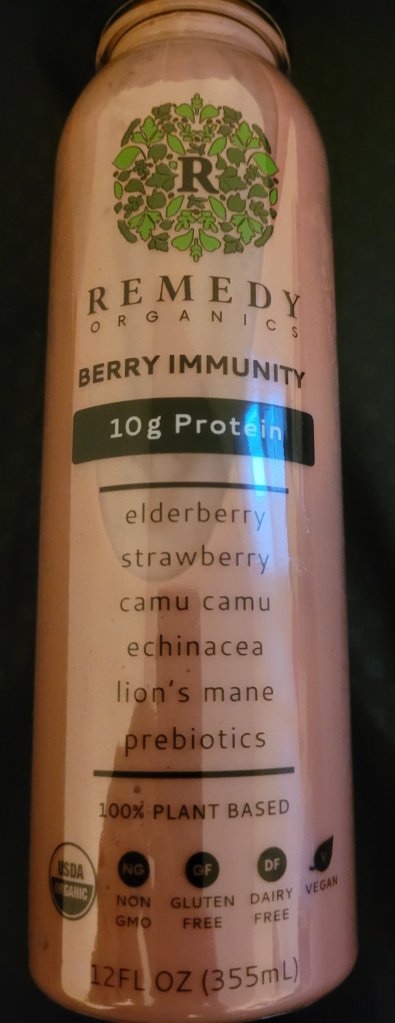 R
REMEDY
ORGANICS
BERRY IMMUNITY
10g Protein
elderberry
strawberry
camu camu
echinacea
lion's mane
prebiotics
100% PLANT BASED
USDA
ORGANIC
NG
NON
GMO
GF
GLUTEN
FREE
DF
DAIRY
FREE
V
VEGAN
12FL OZ (355mL)